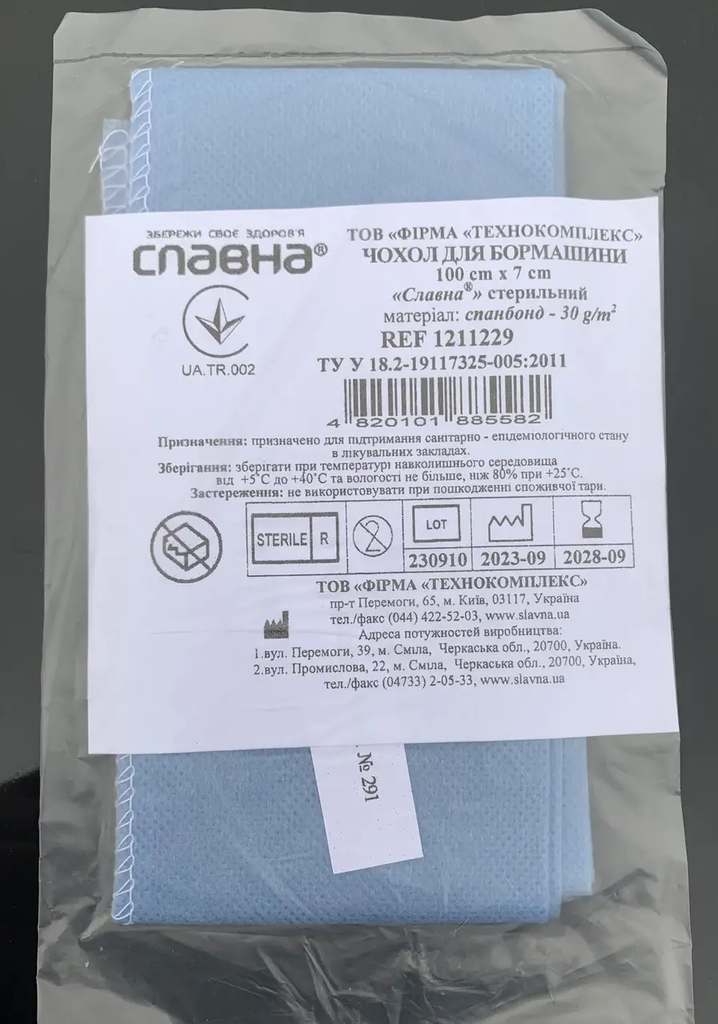 ЗБЕРЕЖИ СВОЄ ЗДОРОВ'Я
СЛАВНА®
UA.TR.002
ТОВ «ФІРМА «ТЕХНОКОМПЛЕКС»
ЧОХОЛ ДЛЯ БОРМАШИНИ
100 cm x 7 cm
«Славна®» стерильний
матеріал: спанбонд - 30 g/m²
REF 1211229
ТУ У 18.2-19117325-005:2011
4 820101 885582
Призначення: призначено для підтримання санітарно - епідеміологічного стану
в лікувальних закладах.
Зберігання: зберігати при температурі навколишнього середовища
від +5°C до +40°C та вологості не більше, ніж 80% при +25°C.
Застереження: не використовувати при пошкодженні споживчої тари.
STERILE R
2
LOT
230910 2023-09 2028-09
ТОВ «ФІРМА «ТЕХНОКОМПЛЕКС»
пр-т Перемоги, 65, м. Київ, 03117, Україна
тел./факс (044) 422-52-03, www.slavna.ua
Адреса потужностей виробництва:
1.вул. Перемоги, 39, м. Сміла, Черкаська обл., 20700, Україна.
2.вул. Промислова, 22, м. Сміла, Черкаська обл., 20700, Україна,
тел./факс (04733) 2-05-33, www.slavna.ua
№ 291